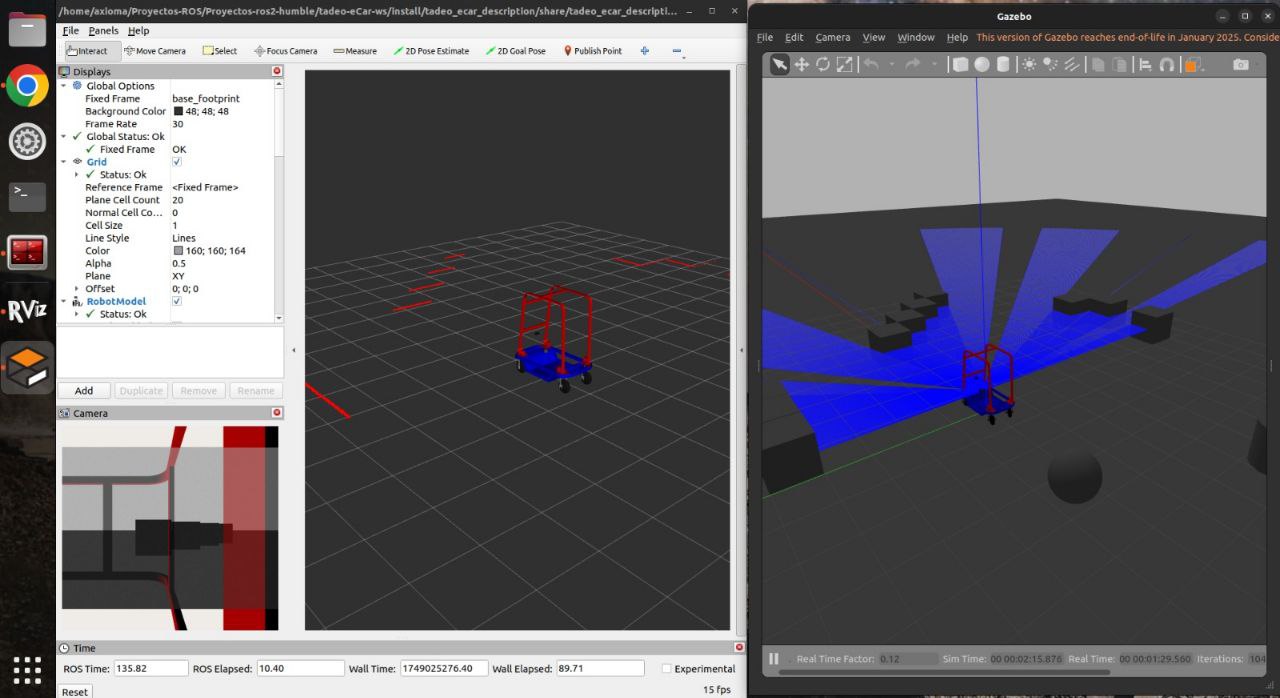 /home/axioma/Proyectos-ROS/Proyectos-ros2-humble/tadeo-eCar-ws/install/tadeo_ecar_description/share/tadeo_ecar_descripti...
File Panels Help
Interact Move Camera Select Focus Camera Measure 2D Pose Estimate 2D Goal Pose Publish Point
Displays
Global Options
Fixed Frame base_footprint
Background Color 48; 48; 48
Frame Rate 30
Global Status: Ok
Fixed Frame OK
Grid
Status: Ok
Reference Frame <Fixed Frame>
Plane Cell Count 20
Normal Cell Co... 0
Cell Size 1
Line Style Lines
Color 160; 160; 164
Alpha 0.5
Plane XY
Offset 0; 0; 0
RobotModel
Status: Ok
Add Duplicate Remove Rename
Camera
Time
ROS Time: 135.82 ROS Elapsed: 10.40 Wall Time: 1749025276.40 Wall Elapsed: 89.71 Experimental
Reset 15 fps
RViz
Gazebo
File Edit Camera View Window Help This version of Gazebo reaches end-of-life in January 2025. Conside
Real Time Factor: 0.12 Sim Time: 00 00:02:15.876 Real Time: 00 00:01:29.560 Iterations: 104